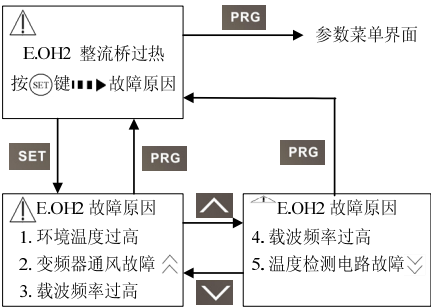 PRG
参数菜单界面
E.OH2 整流桥过热
按SET键故障原因
SET
PRG
PRG
E.OH2 故障原因
1. 环境温度过高
2. 变频器通风故障
3. 载波频率过高
E.OH2 故障原因
4. 载波频率过高
5. 温度检测电路故障